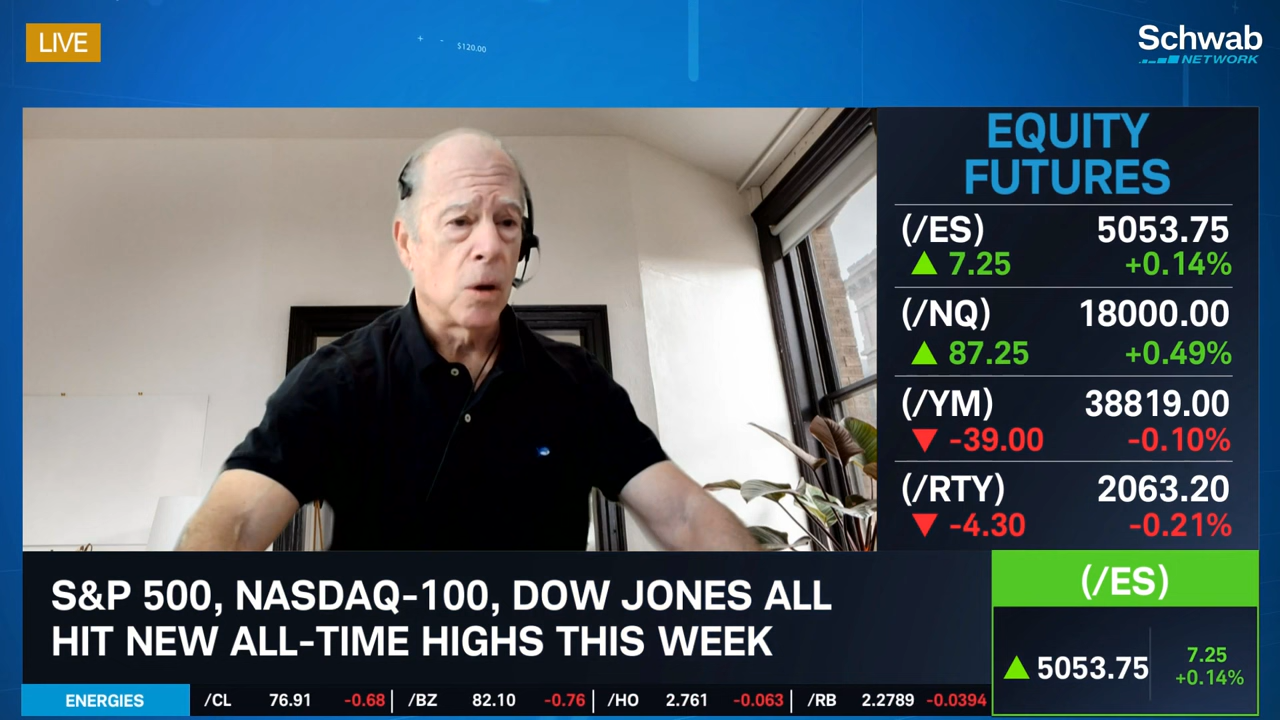 LIVE
+ - $120.00
Schwab
NETWORK
EQUITY
FUTURES
(/ES) 5053.75
▲ 7.25 +0.14%
(/NQ) 18000.00
▲ 87.25 +0.49%
(/YM) 38819.00
▼ -39.00 -0.10%
(/RTY) 2063.20
▼ -4.30 -0.21%
S&P 500, NASDAQ-100, DOW JONES ALL
HIT NEW ALL-TIME HIGHS THIS WEEK
(/ES)
▲ 5053.75 7.25
+0.14%
ENERGIES /CL 76.91 -0.68 /BZ 82.10 -0.76 /HO 2.761 -0.063 /RB 2.2789 -0.0394